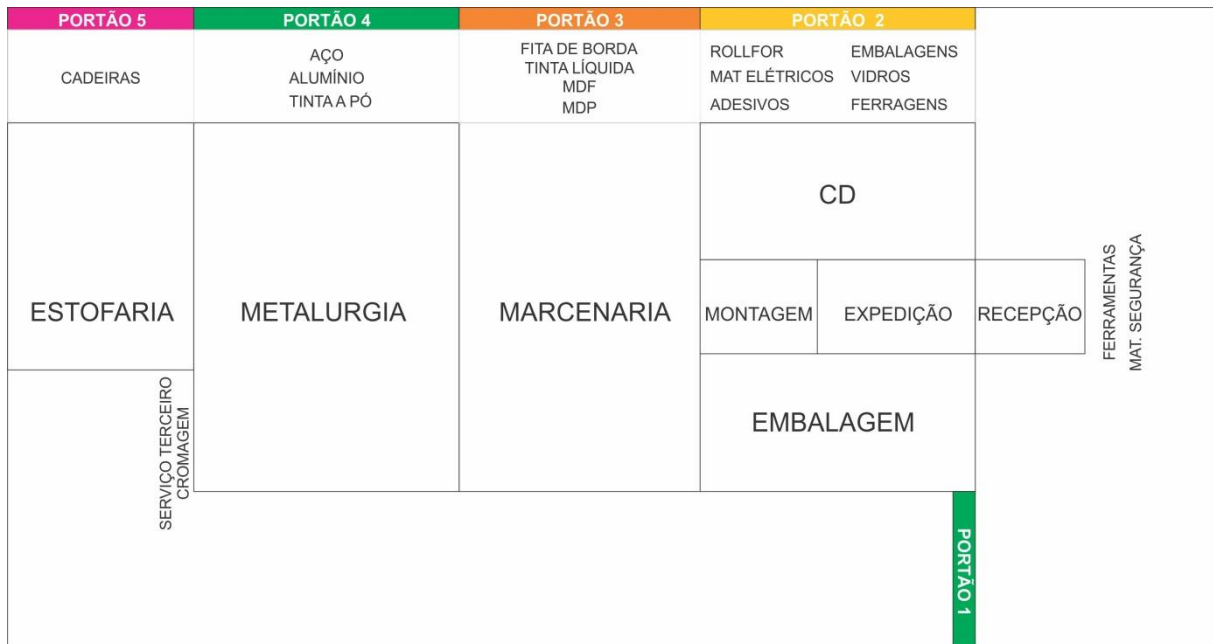 PORTÃO 5
PORTÃO 4
PORTÃO 3
PORTÃO 2
CADEIRAS
AÇO
ALUMÍNIO
TINTA A PÓ
FITA DE BORDA
TINTA LÍQUIDA
MDF
MDP
ROLLFOR
MAT ELÉTRICOS
ADESIVOS
EMBALAGENS
VIDROS
FERRAGENS
ESTOFARIA
METALURGIA
MARCENARIA
CD
MONTAGEM
EXPEDIÇÃO
RECEPÇÃO
FERRAMENTAS
MAT. SEGURANÇA
EMBALAGEM
SERVIÇO TERCEIRO
CROMAGEM
PORTÃO 1